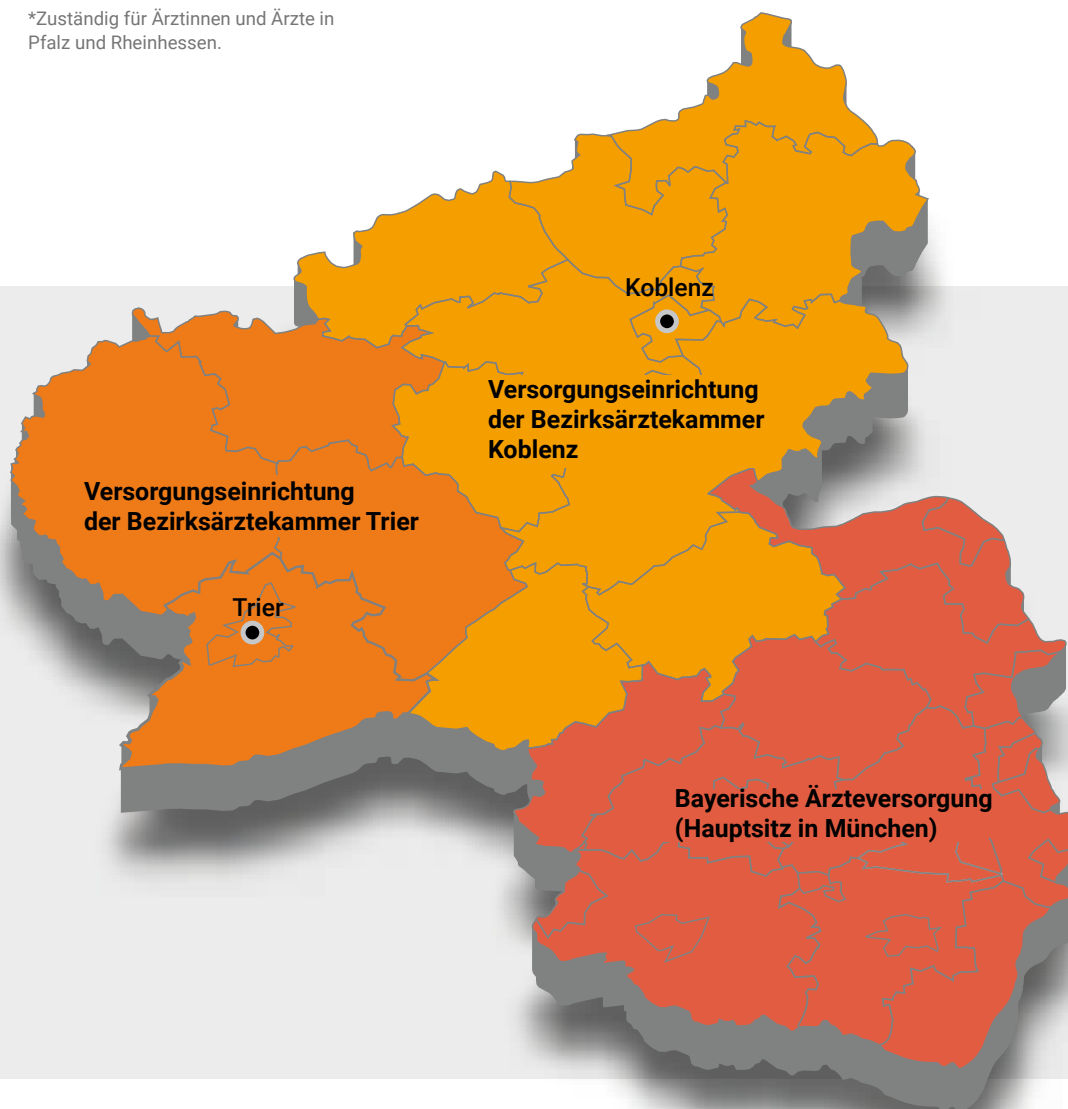 *Zuständig für Ärztinnen und Ärzte in
Pfalz und Rheinhessen.
Koblenz
Versorgungseinrichtung
der Bezirksärztekammer
Koblenz
Versorgungseinrichtung
der Bezirksärztekammer Trier
Trier
Bayerische Ärzteversorgung
(Hauptsitz in München)